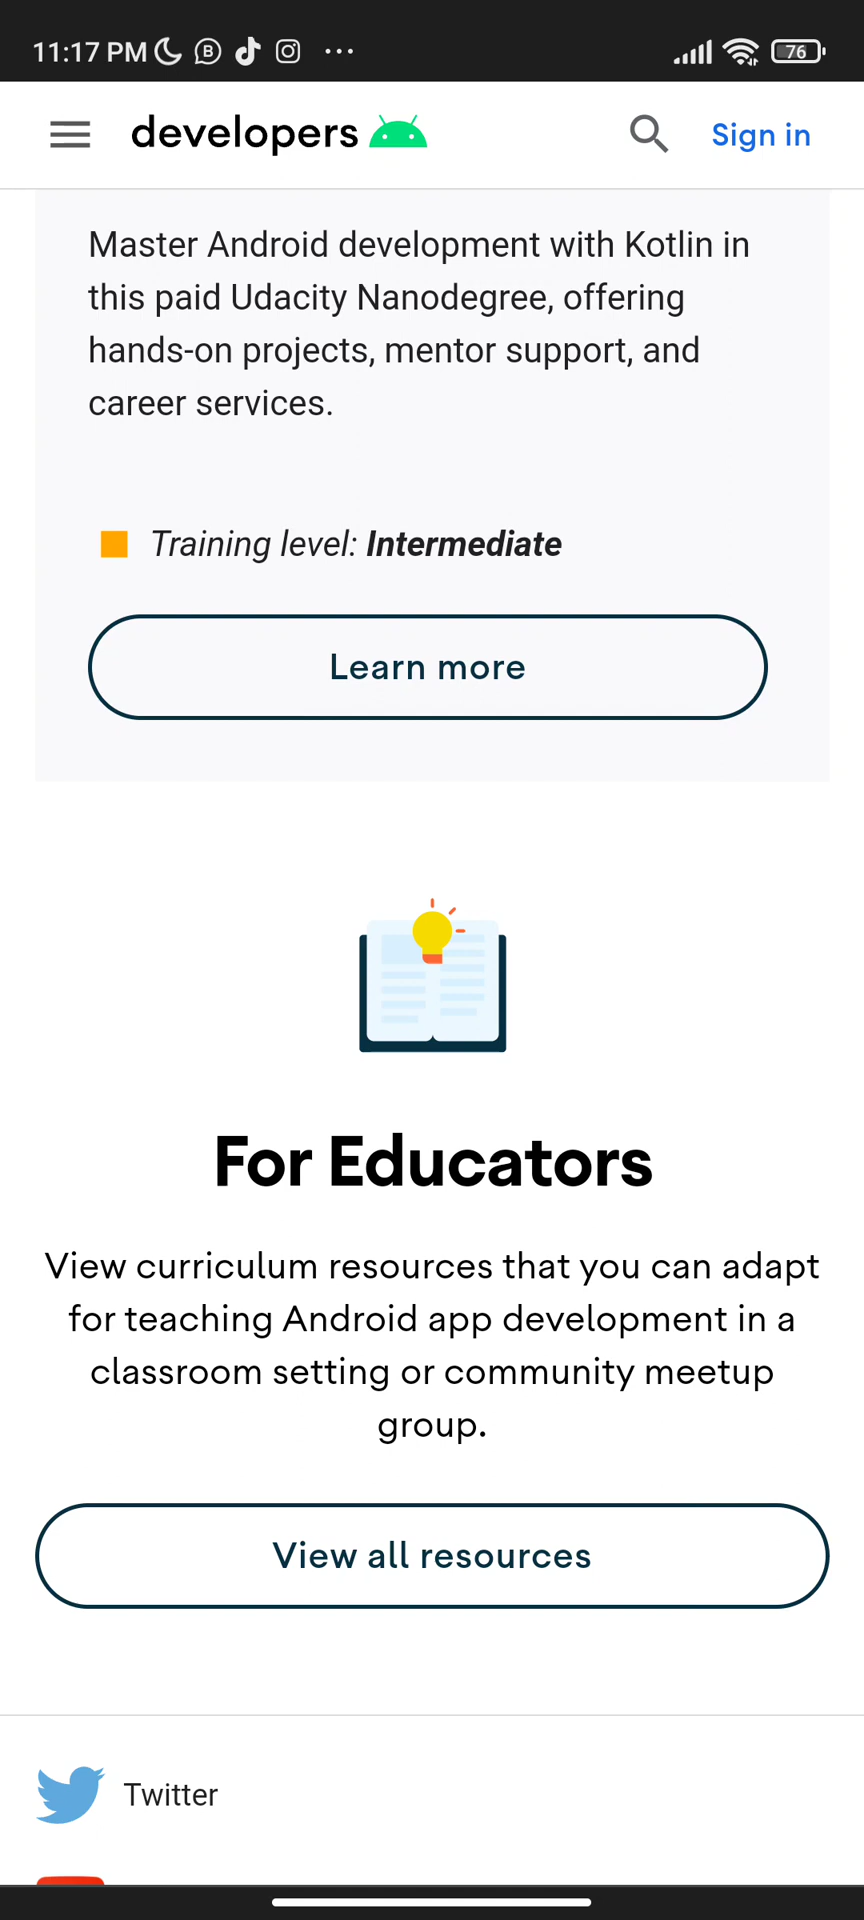 11:17 PM
76
developers
Sign in
Master Android development with Kotlin in
this paid Udacity Nanodegree, offering
hands-on projects, mentor support, and
career services.
Training level: Intermediate
Learn more
For Educators
View curriculum resources that you can adapt
for teaching Android app development in a
classroom setting or community meetup
group.
View all resources
Twitter